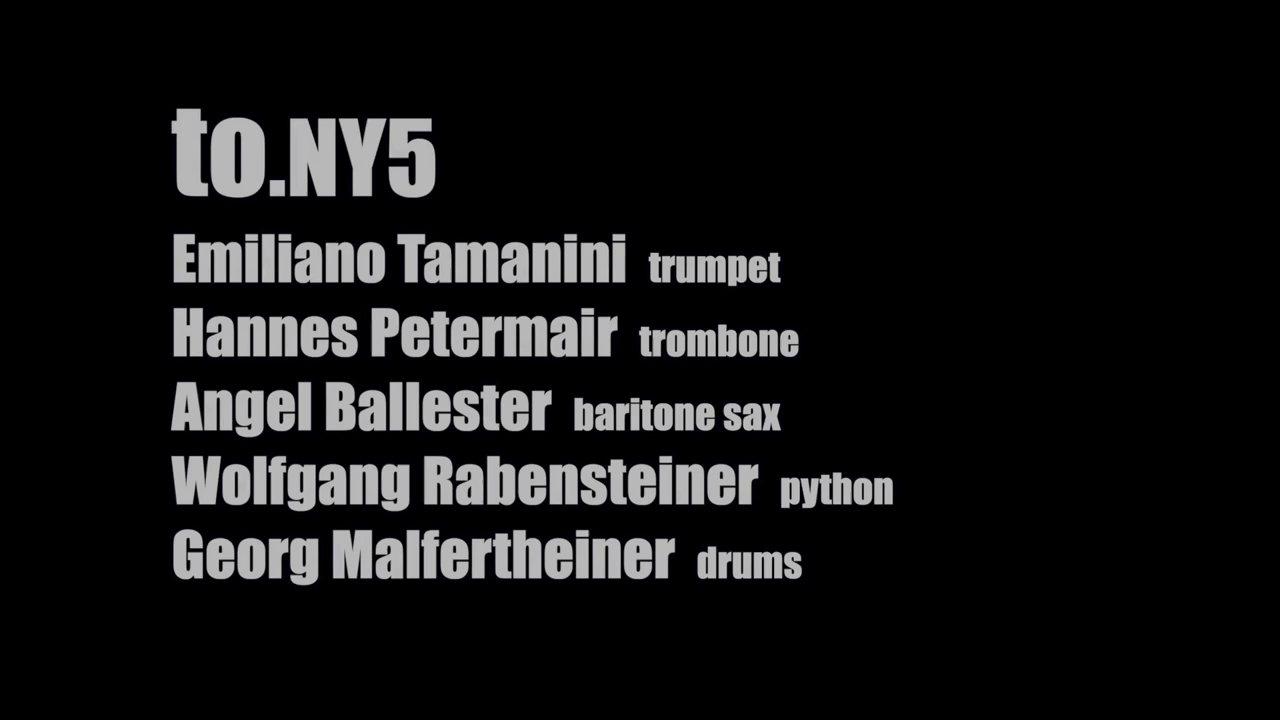 to.NY5
Emiliano Tamanini trumpet
Hannes Petermair trombone
Angel Ballester baritone sax
Wolfgang Rabensteiner python
Georg Malfertheiner drums